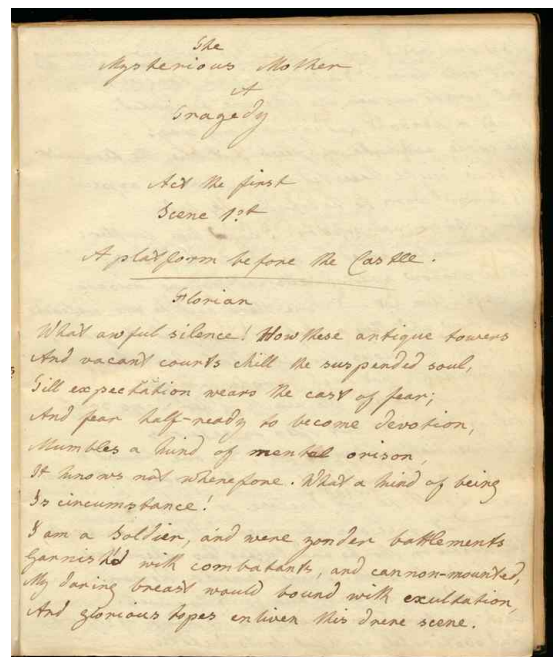 The
Mysterious Mother
A
Tragedy
Act the first
Scene 1st
A platform before the Castle.
Florian
What awful silence! How these antique towers
And vacant courts chill the suspended soul,
Till expectation wears the cast of fear;
And fear half-ready to become devotion,
Mumbles a kind of mental orison,
It knows not wherefore. What a kind of being
Is circumstance!
I am a Soldier, and were yonder battlements
Garnish'd with combatants, and cannon-mounted,
My daring breast would bound with exultation,
And glorious hopes enliven this drere scene.